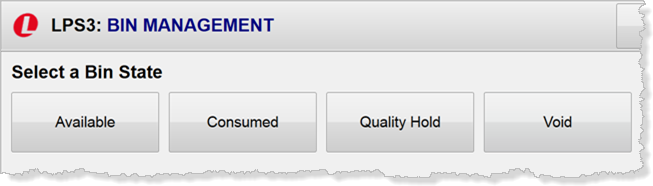 L LPS3: BIN MANAGEMENT
Select a Bin State
Available Consumed Quality Hold Void